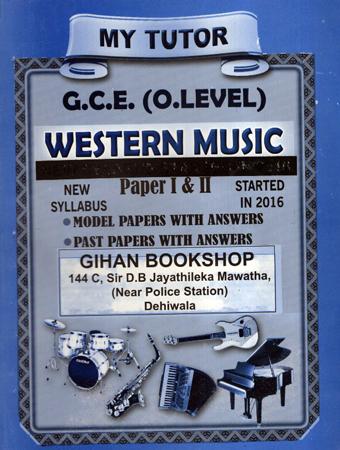 MY TUTOR
G.C.E. (O.LEVEL)
WESTERN MUSIC
Paper I & II
NEW SYLLABUS
STARTED IN 2016
• MODEL PAPERS WITH ANSWERS
• PAST PAPERS WITH ANSWERS
GIHAN BOOKSHOP
144 C, Sir D.B Jayathileka Mawatha,
(Near Police Station)
Dehiwala